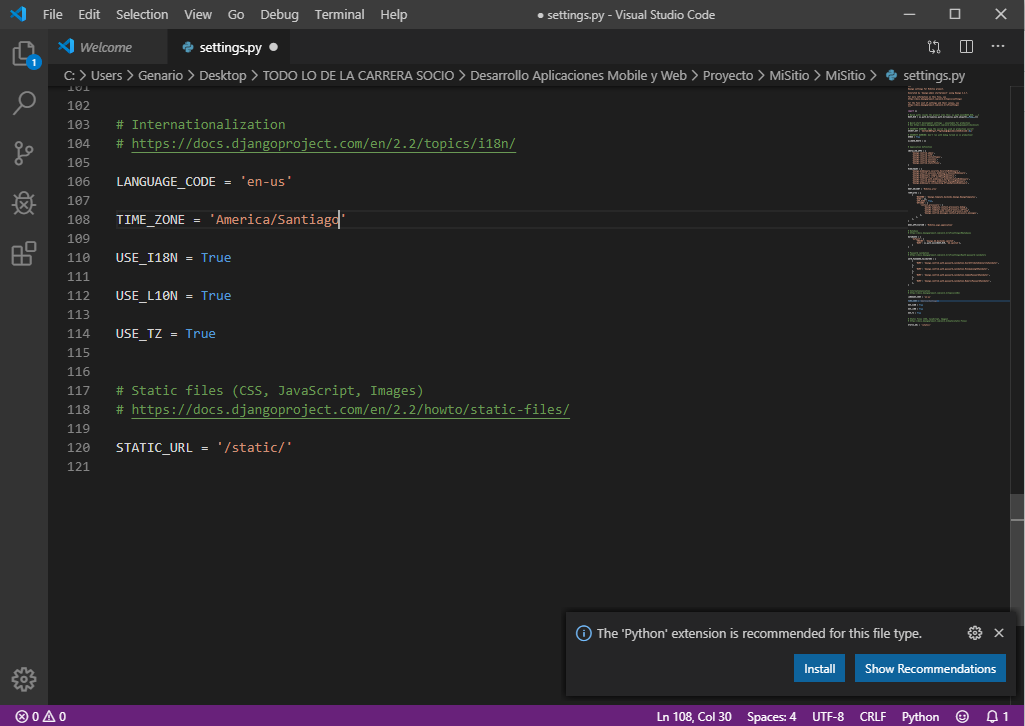 File Edit Selection View Go Debug Terminal Help ● settings.py - Visual Studio Code
Welcome settings.py ●
C: > Users > Genario > Desktop > TODO LO DE LA CARRERA SOCIO > Desarrollo Aplicaciones Mobile y Web > Proyecto > MiSitio > MiSitio > settings.py
101
102
103 # Internationalization
104 # https://docs.djangoproject.com/en/2.2/topics/i18n/
105
106 LANGUAGE_CODE = 'en-us'
107
108 TIME_ZONE = 'America/Santiago'
109
110 USE_I18N = True
111
112 USE_L10N = True
113
114 USE_TZ = True
115
116
117 # Static files (CSS, JavaScript, Images)
118 # https://docs.djangoproject.com/en/2.2/howto/static-files/
119
120 STATIC_URL = '/static/'
121
1
The 'Python' extension is recommended for this file type.
Install Show Recommendations
0 0 Ln 108, Col 30 Spaces: 4 UTF-8 CRLF Python 1